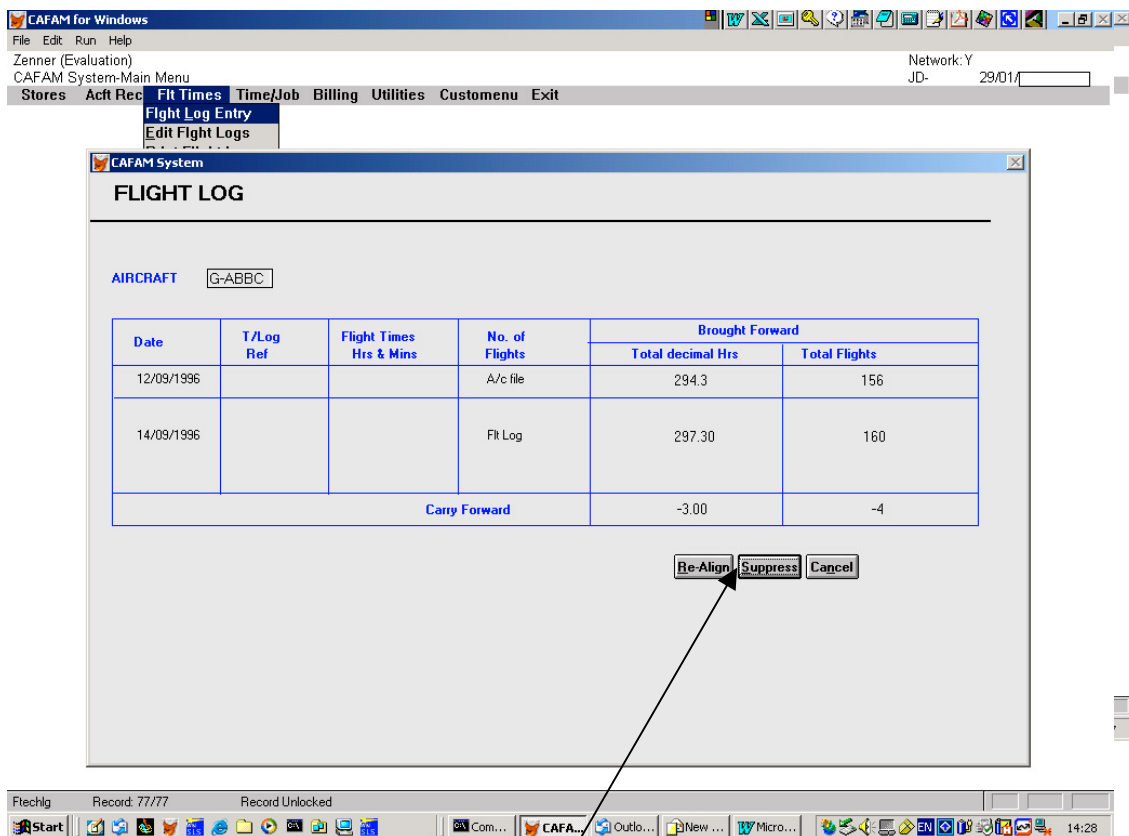 CAFAM for Windows
File Edit Run Help
Zenner (Evaluation) Network: Y
CAFAM System-Main Menu JD- 29/01/
Stores Acft Rec Flt Times Time/Job Billing Utilities Customenu Exit
Flght Log Entry
Edit Flght Logs
CAFAM System
FLIGHT LOG
AIRCRAFT G-ABBC
Brought Forward
Date T/Log Ref Flight Times Hrs & Mins No. of Flights Total decimal Hrs Total Flights
12/09/1996 A/c file 294.3 156
14/09/1996 Flt Log 297.30 160
Carry Forward -3.00 -4
Re-Align Suppress Cancel
Ftechlg Record: 77/77 Record Unlocked
Start Com... CAFA... Outlo... New ... Micro... EN 14:28